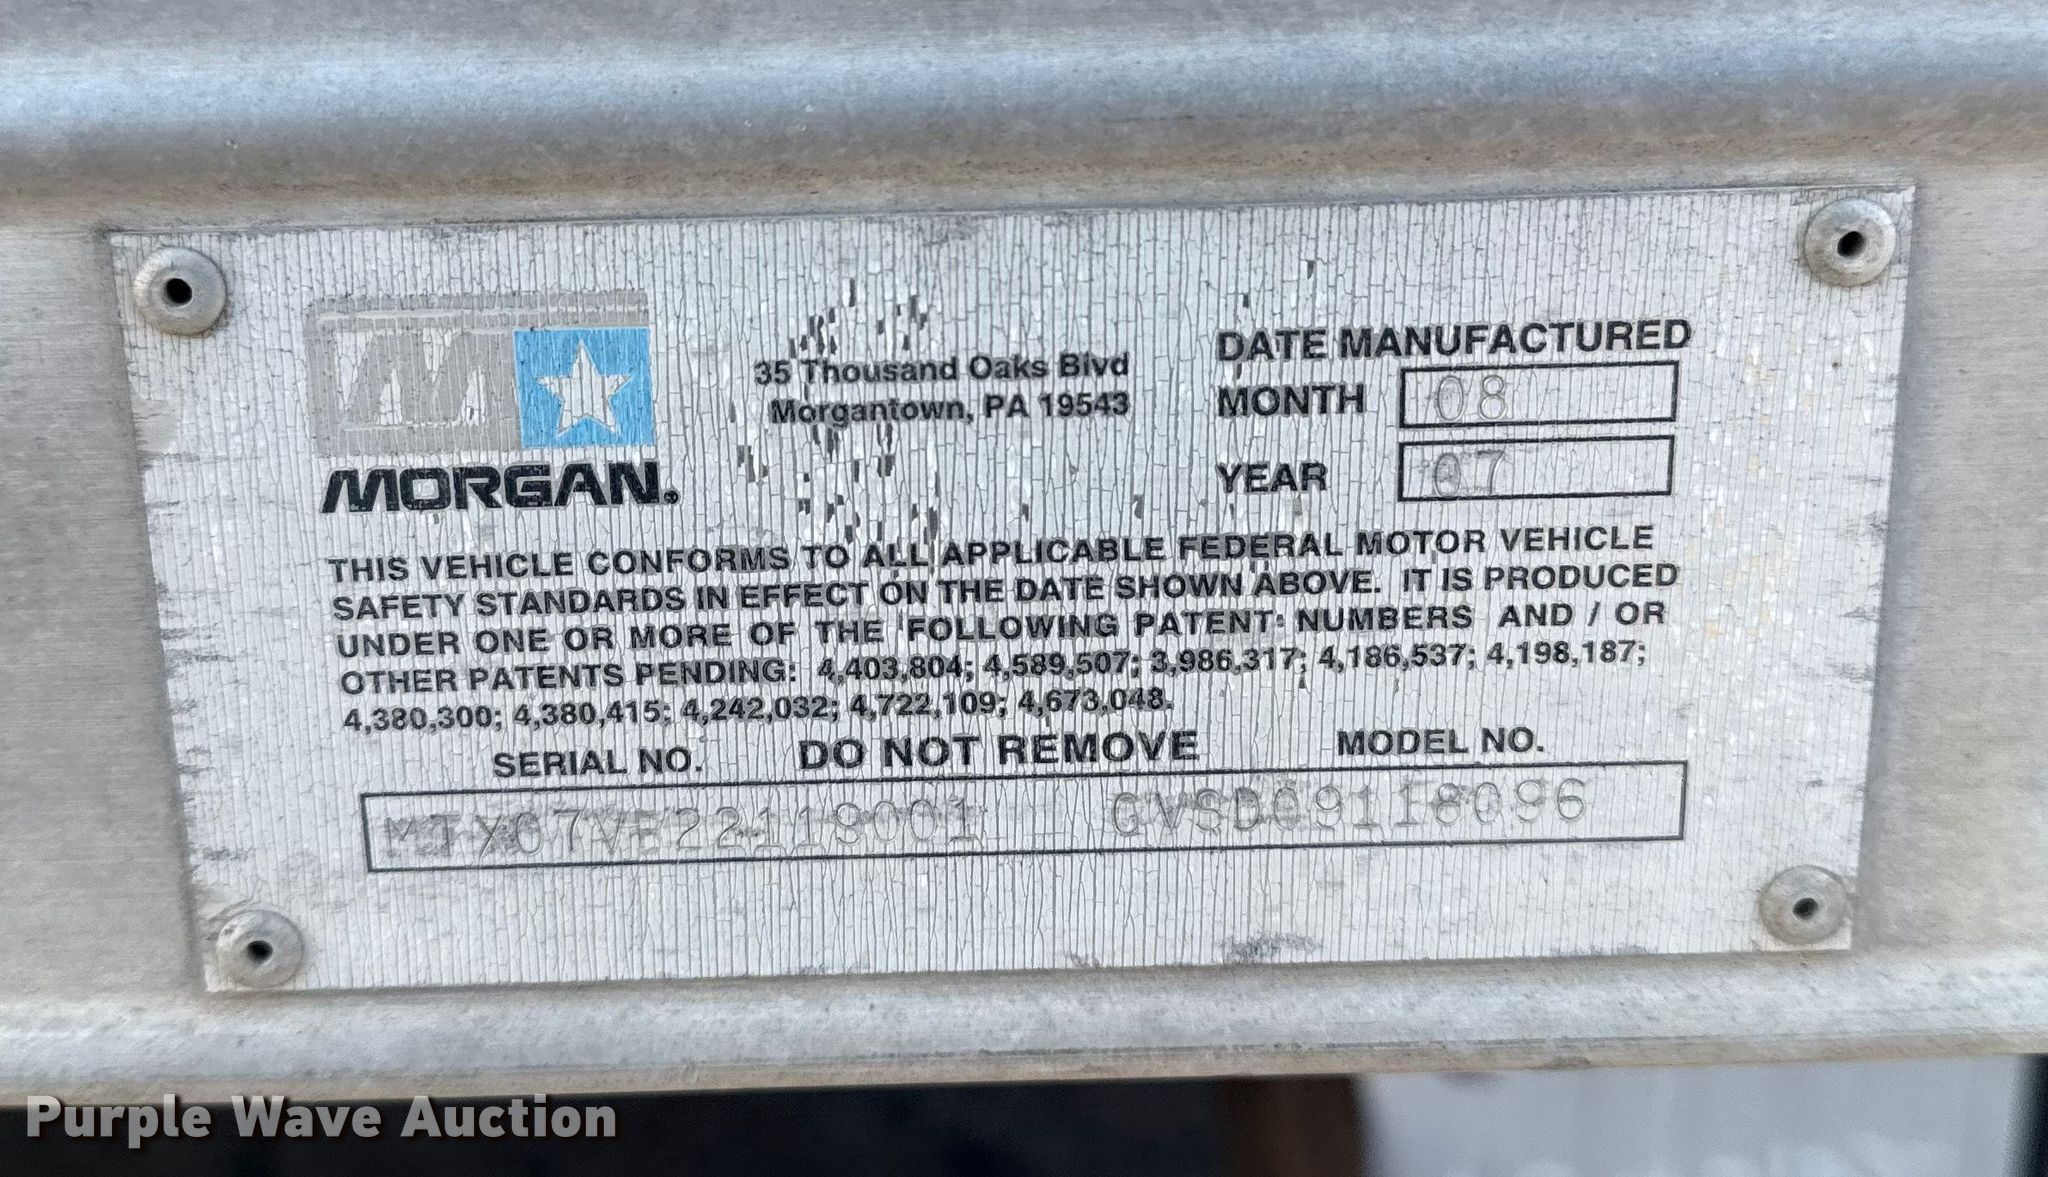 M
MORGAN®
35 Thousand Oaks Blvd
Morgantown, PA 19543
DATE MANUFACTURED
MONTH 08
YEAR 07
THIS VEHICLE CONFORMS TO ALL APPLICABLE FEDERAL MOTOR VEHICLE
SAFETY STANDARDS IN EFFECT ON THE DATE SHOWN ABOVE. IT IS PRODUCED
UNDER ONE OR MORE OF THE FOLLOWING PATENT NUMBERS AND / OR
OTHER PATENTS PENDING: 4,403,804; 4,589,507; 3,986,317; 4,186,537; 4,198,187;
4,380,300; 4,380,415; 4,242,032; 4,722,109; 4,673,048.
SERIAL NO. DO NOT REMOVE MODEL NO.
GVSD09118096
Purple Wave Auction